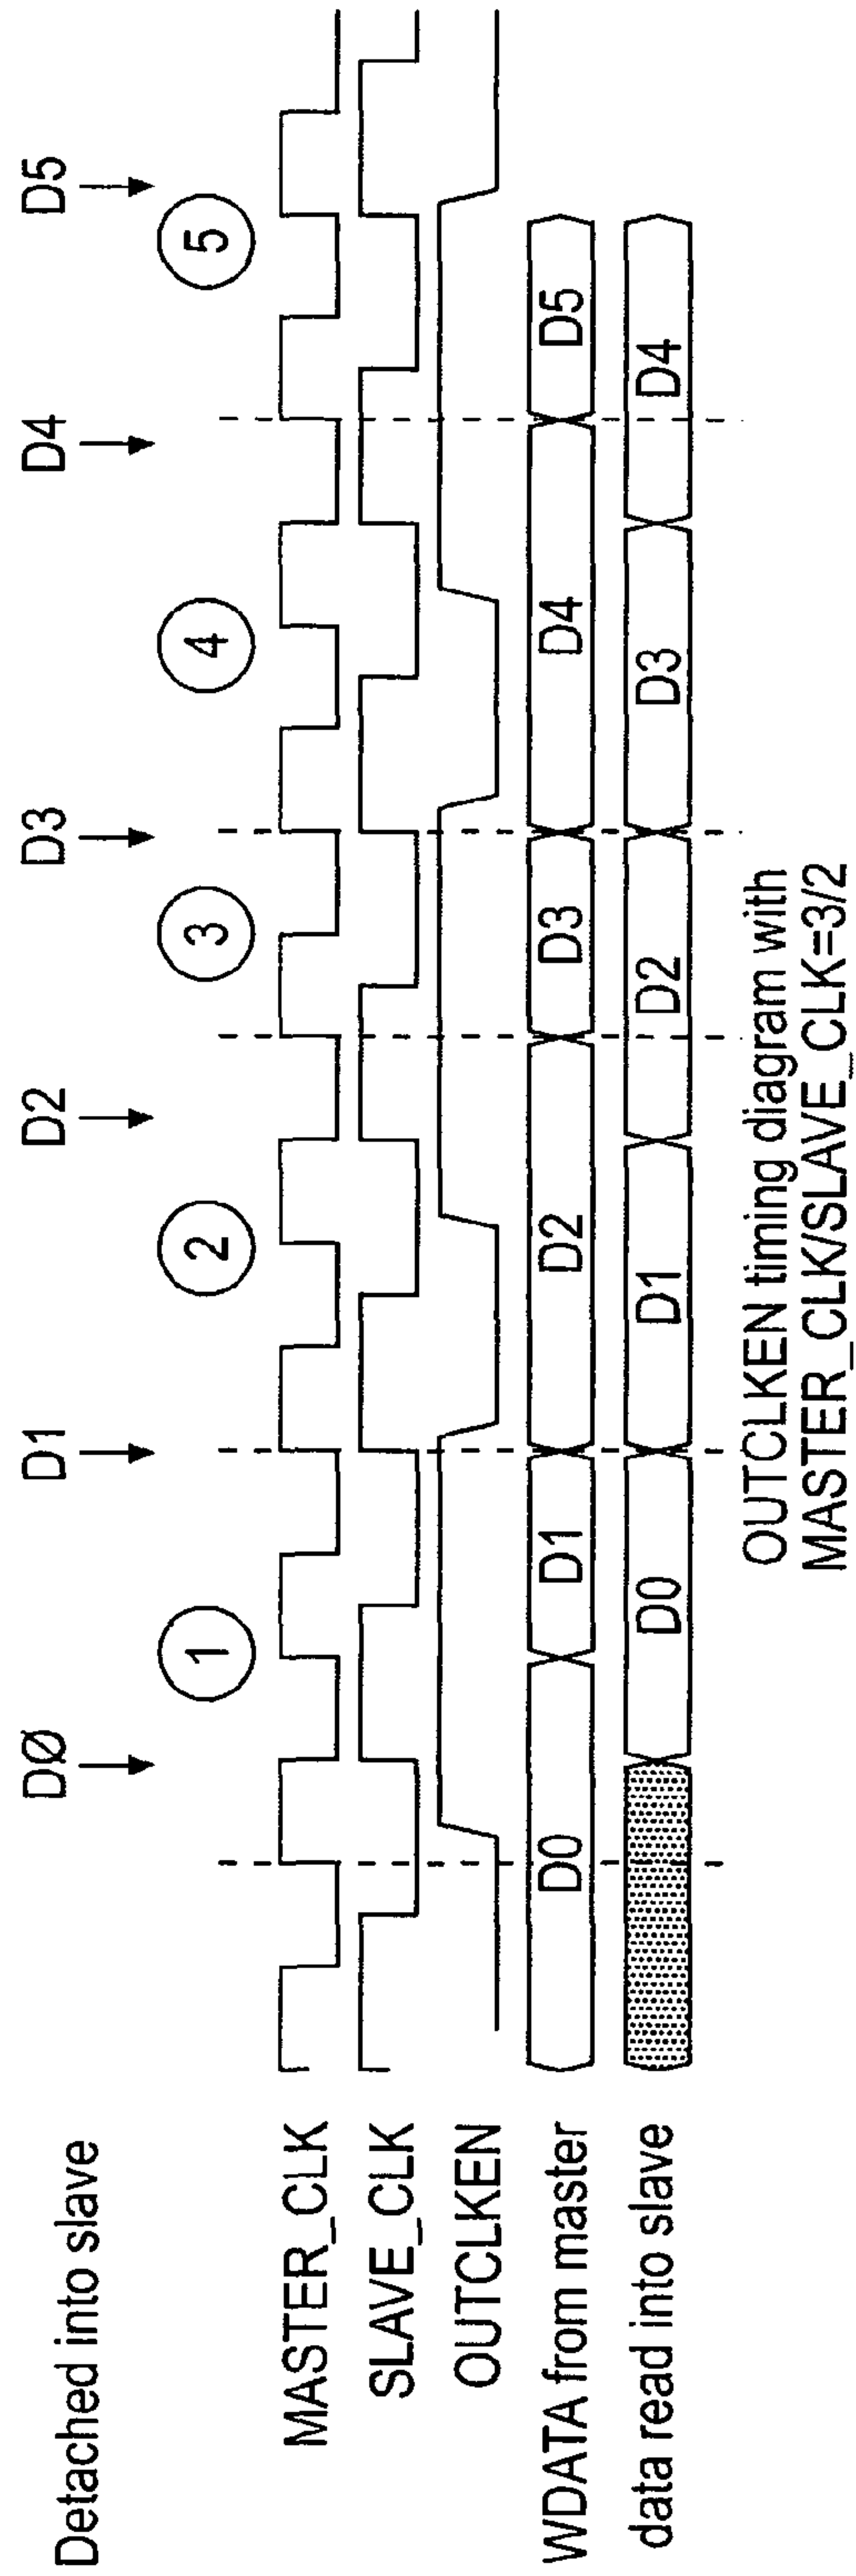 Detached into slave
DØ
D1
D2
D3
D4
D5
1
2
3
4
5
MASTER_CLK
SLAVE_CLK
OUTCLKEN
WDATA from master
D0
D1
D2
D3
D4
D5
data read into slave
D0
D1
D2
D3
D4
OUTCLKEN timing diagram with
MASTER_CLK/SLAVE_CLK=3/2